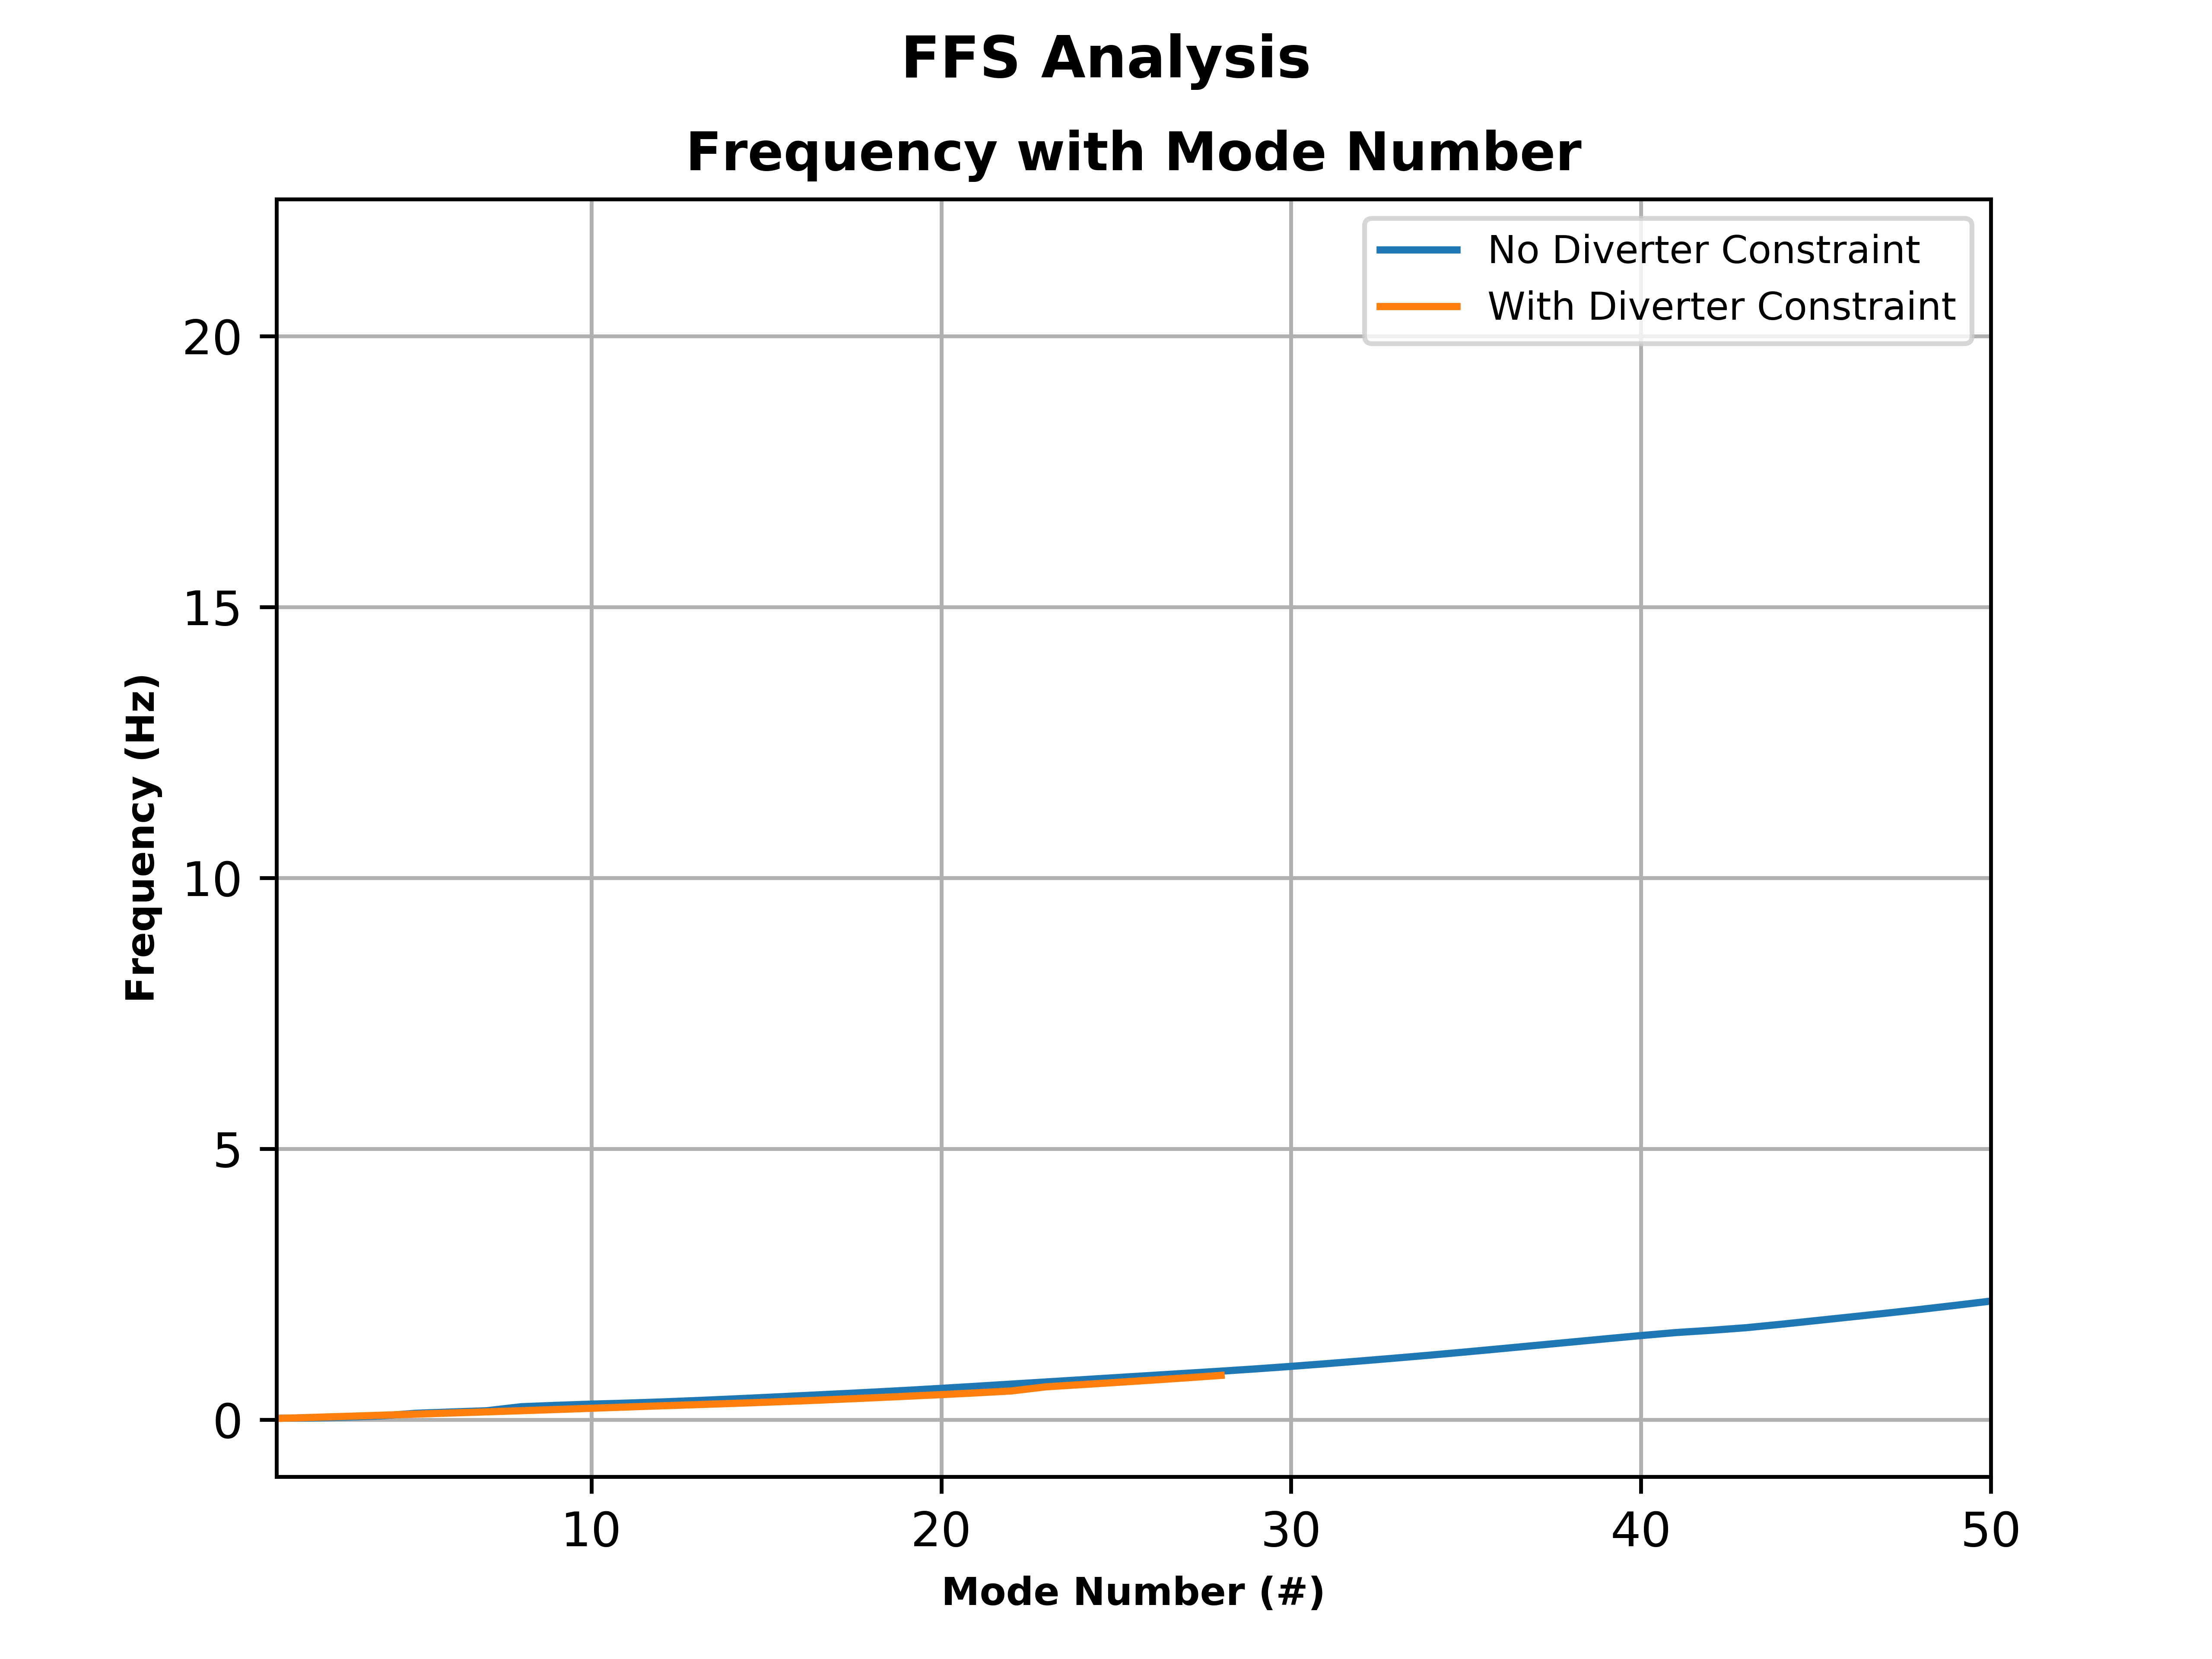 FFS Analysis
Frequency with Mode Number
No Diverter Constraint
With Diverter Constraint
20
15
10
5
0
Frequency (Hz)
10 20 30 40 50
Mode Number (#)